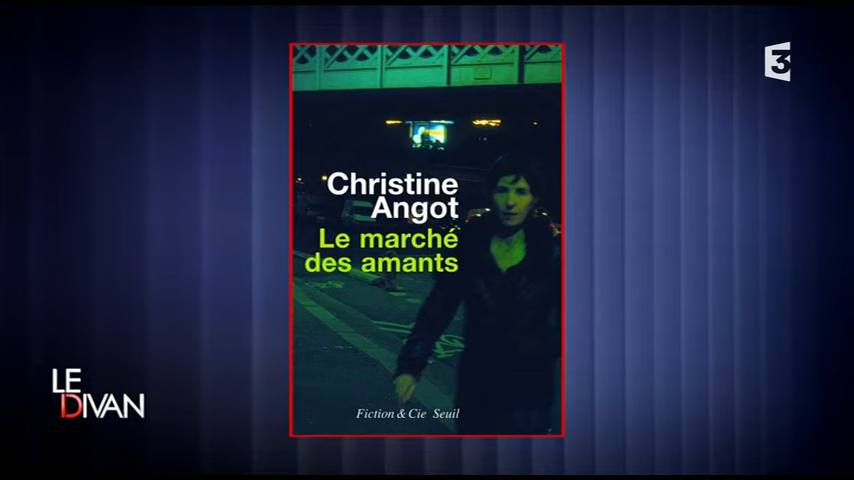 3
Christine
Angot
Le marché
des amants
LE
DIVAN
Fiction & Cie Seuil